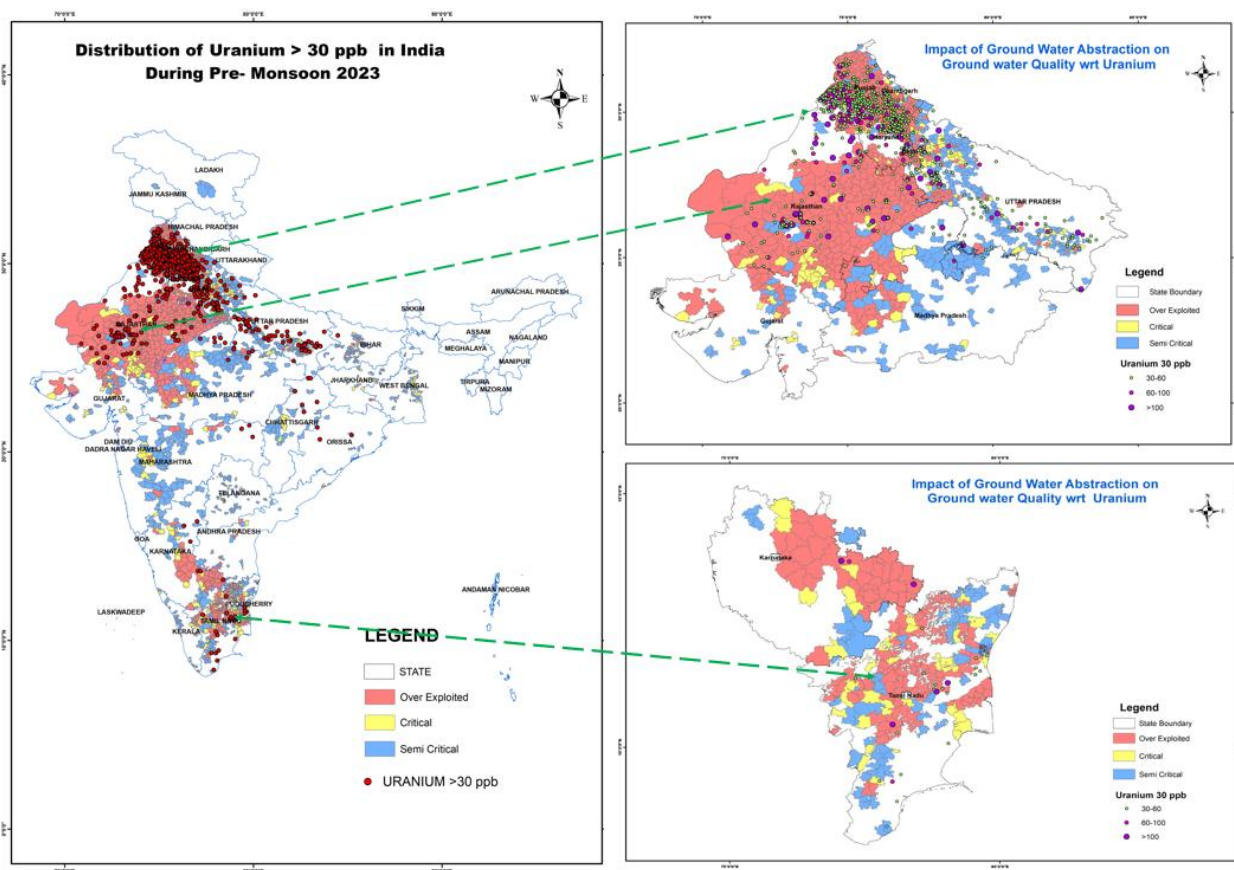 Distribution of Uranium > 30 ppb in India
During Pre- Monsoon 2023
N
W E
S
LADAKH
JAMMU KASHMIR
HIMACHAL PRADESH
UTTARAKHAND
ARUNACHAL PRADESH
SIKKIM
ASSAM
NAGALAND
MEGHALAYA
MANIPUR
TRIPURA
MIZORAM
BIHAR
JHARKHAND
WEST BENGAL
GUJARAT
MADHYA PRADESH
CHHATTISGARH
ORISSA
DADRA NAGAR HAVELI
MAHARASHTRA
TELANGANA
GOA
ANDHRA PRADESH
KARNATAKA
LASKWADEEP
KERALA
TAMIL NADU
ANDAMAN NICOBAR
LEGEND
STATE
Over Exploited
Critical
Semi Critical
URANIUM >30 ppb
Impact of Ground Water Abstraction on
Ground water Quality wrt Uranium
Chandigarh
Rajasthan
UTTAR PRADESH
Gujarat
Madhya Pradesh
Legend
State Boundary
Over Exploited
Critical
Semi Critical
Uranium 30 ppb
30-60
60-100
>100
Impact of Ground Water Abstraction on
Ground water Quality wrt Uranium
Karnataka
Tamil Nadu
Legend
State Boundary
Over Exploited
Critical
Semi Critical
Uranium 30 ppb
30-60
60-100
>100